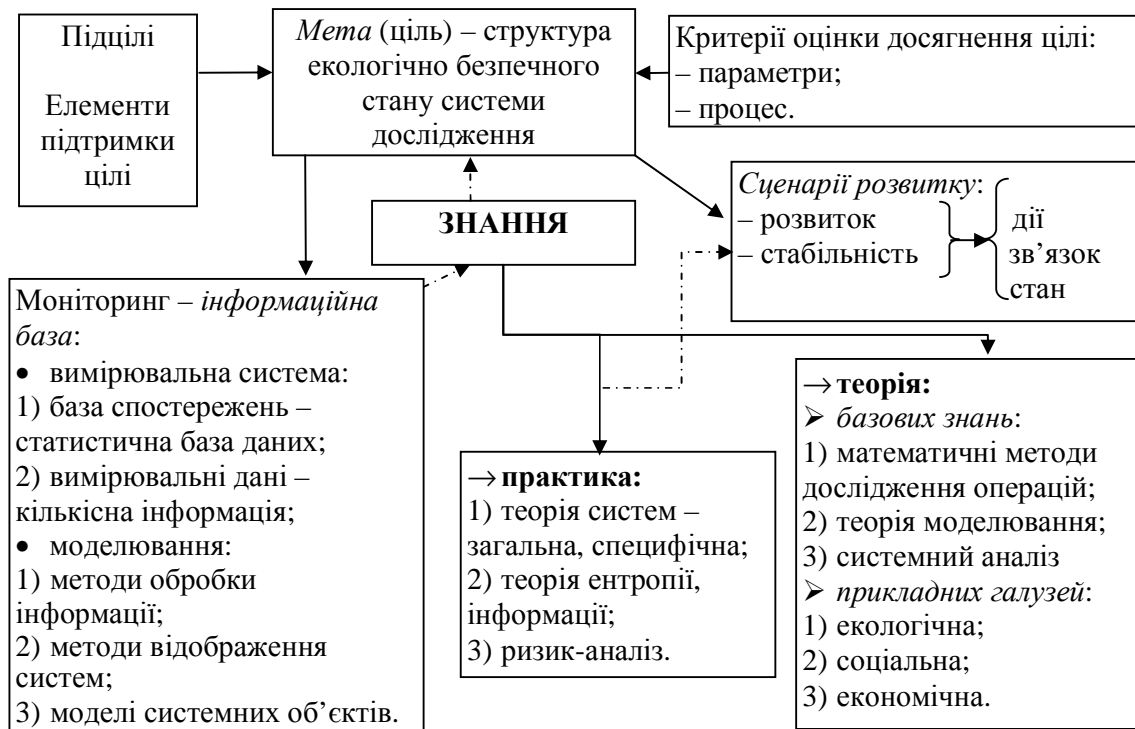 Підцілі
Елементи
підтримки
цілі
Мета (ціль) – структура
екологічно безпечного
стану системи
дослідження
Критерії оцінки досягнення цілі:
– параметри;
– процес.
Сценарії розвитку:
– розвиток
– стабільність
дії
зв’язок
стан
ЗНАННЯ
Моніторинг – інформаційна
база:
• вимірювальна система:
1) база спостережень –
статистична база даних;
2) вимірювальні дані –
кількісна інформація;
• моделювання:
1) методи обробки
інформації;
2) методи відображення
систем;
3) моделі системних об’єктів.
→ практика:
1) теорія систем –
загальна, специфічна;
2) теорія ентропії,
інформації;
3) ризик-аналіз.
→ теорія:
➢ базових знань:
1) математичні методи
дослідження операцій;
2) теорія моделювання;
3) системний аналіз
➢ прикладних галузей:
1) екологічна;
2) соціальна;
3) економічна.